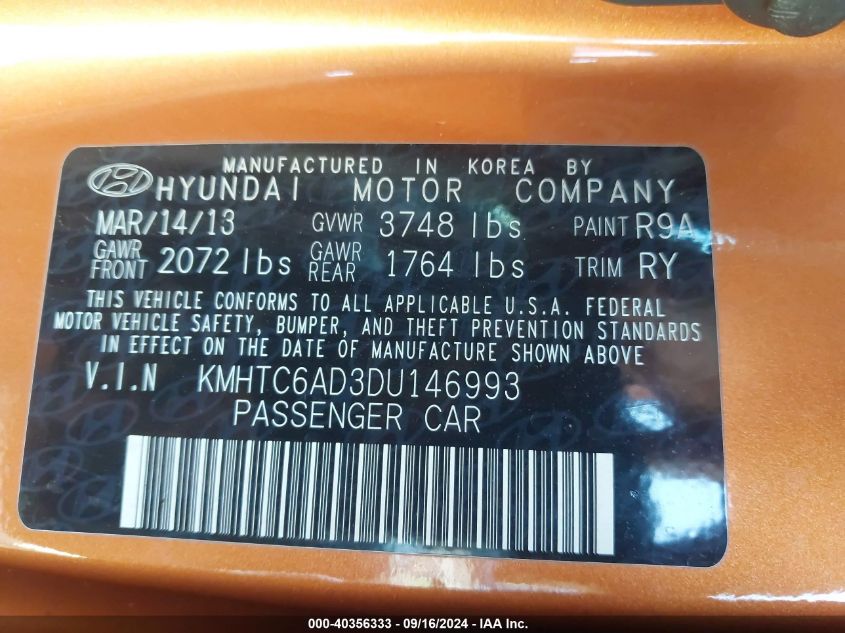 MANUFACTURED IN KOREA BY
HYUNDAI MOTOR COMPANY
MAR/14/13 GVWR 3748 lbs PAINT R9A
GAWR FRONT 2072 lbs GAWR REAR 1764 lbs TRIM RY
THIS VEHICLE CONFORMS TO ALL APPLICABLE U.S.A. FEDERAL
MOTOR VEHICLE SAFETY, BUMPER, AND THEFT PREVENTION STANDARDS
IN EFFECT ON THE DATE OF MANUFACTURE SHOWN ABOVE
V.I.N KMHTC6AD3DU146993
PASSENGER CAR
000-40356333 - 09/16/2024 - IAA Inc.